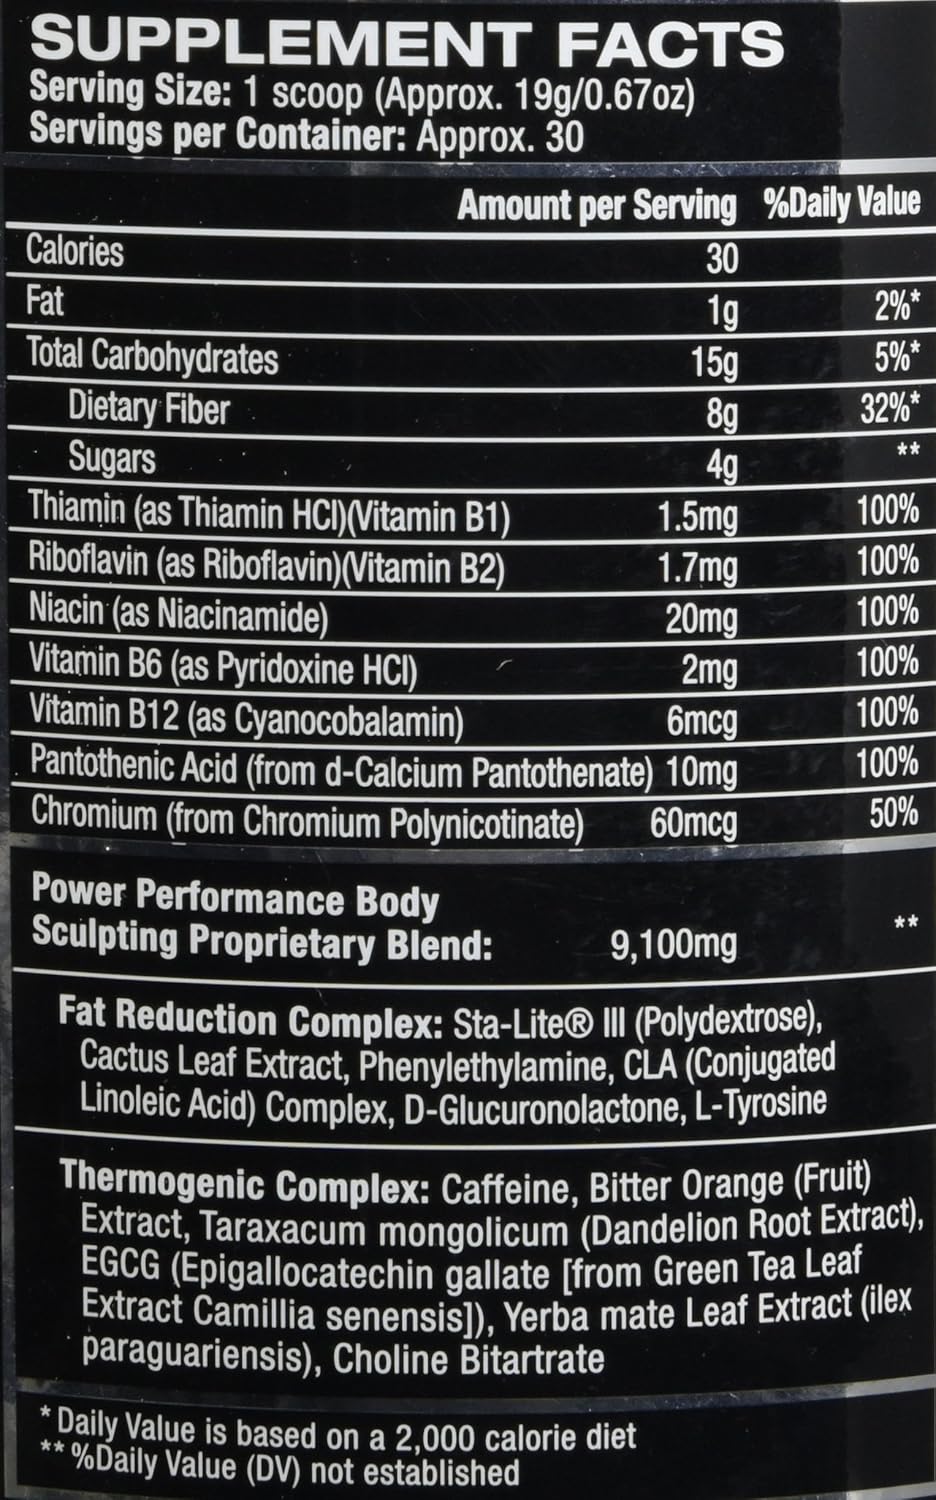 SUPPLEMENT FACTS
Serving Size: 1 scoop (Approx. 19g/0.67oz)
Servings per Container: Approx. 30
Amount per Serving %Daily Value
Calories 30
Fat 1g 2%*
Total Carbohydrates 15g 5%*
Dietary Fiber 8g 32%*
Sugars 4g **
Thiamin (as Thiamin HCl)(Vitamin B1) 1.5mg 100%
Riboflavin (as Riboflavin)(Vitamin B2) 1.7mg 100%
Niacin (as Niacinamide) 20mg 100%
Vitamin B6 (as Pyridoxine HCl) 2mg 100%
Vitamin B12 (as Cyanocobalamin) 6mcg 100%
Pantothenic Acid (from d-Calcium Pantothenate) 10mg 100%
Chromium (from Chromium Polynicotinate) 60mcg 50%
Power Performance Body
Sculpting Proprietary Blend: 9,100mg **
Fat Reduction Complex: Sta-Lite® III (Polydextrose),
Cactus Leaf Extract, Phenylethylamine, CLA (Conjugated
Linoleic Acid) Complex, D-Glucuronolactone, L-Tyrosine
Thermogenic Complex: Caffeine, Bitter Orange (Fruit)
Extract, Taraxacum mongolicum (Dandelion Root Extract),
EGCG (Epigallocatechin gallate [from Green Tea Leaf
Extract Camillia senensis]), Yerba mate Leaf Extract (ilex
paraguariensis), Choline Bitartrate
* Daily Value is based on a 2,000 calorie diet
** %Daily Value (DV) not established